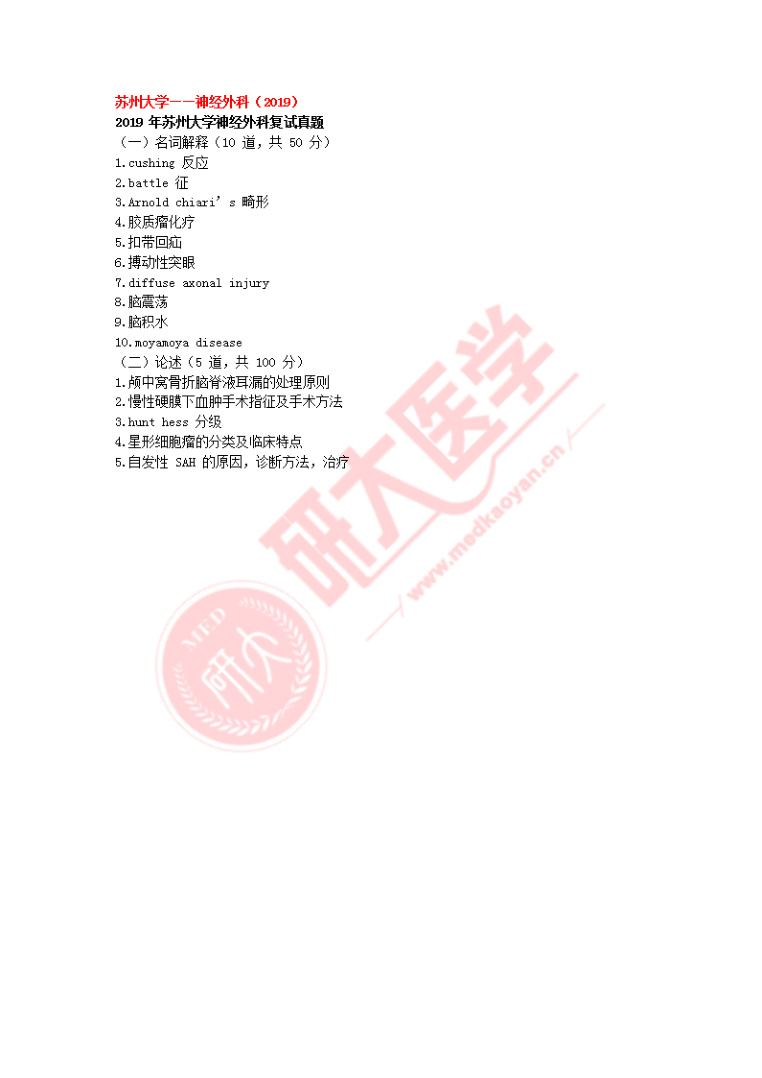 苏州大学——神经外科（2019）
2019 年苏州大学神经外科复试真题
（一）名词解释（10 道，共 50 分）
1.cushing 反应
2.battle 征
3.Arnold chiari’s 畸形
4.胶质瘤化疗
5.扣带回疝
6.搏动性突眼
7.diffuse axonal injury
8.脑震荡
9.脑积水
10.moyamoya disease
（二）论述（5 道，共 100 分）
1.颅中窝骨折脑脊液耳漏的处理原则
2.慢性硬膜下血肿手术指征及手术方法
3.hunt hess 分级
4.星形细胞瘤的分类及临床特点
5.自发性 SAH 的原因，诊断方法，治疗
研大医学
www.medkaoyan.cn
MED
研大